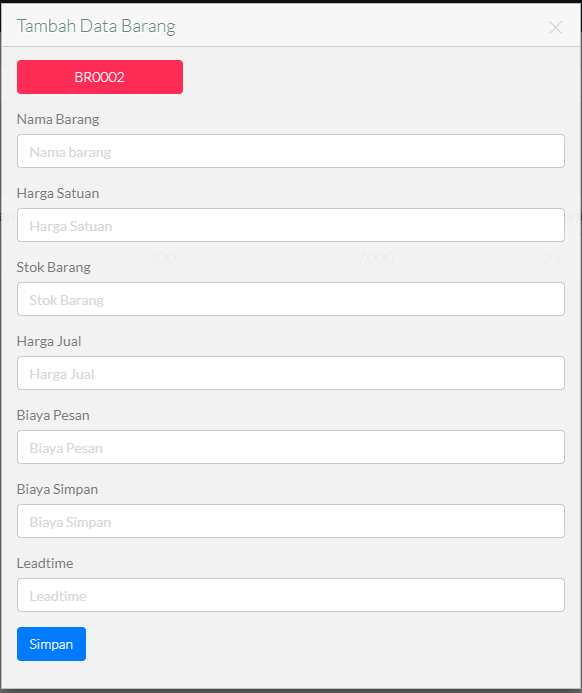 Tambah Data Barang
BR0002
Nama Barang
Nama barang
Harga Satuan
Harga Satuan
300 7000 22
Stok Barang
Stok Barang
Harga Jual
Harga Jual
Biaya Pesan
Biaya Pesan
Biaya Simpan
Biaya Simpan
Leadtime
Leadtime
Simpan